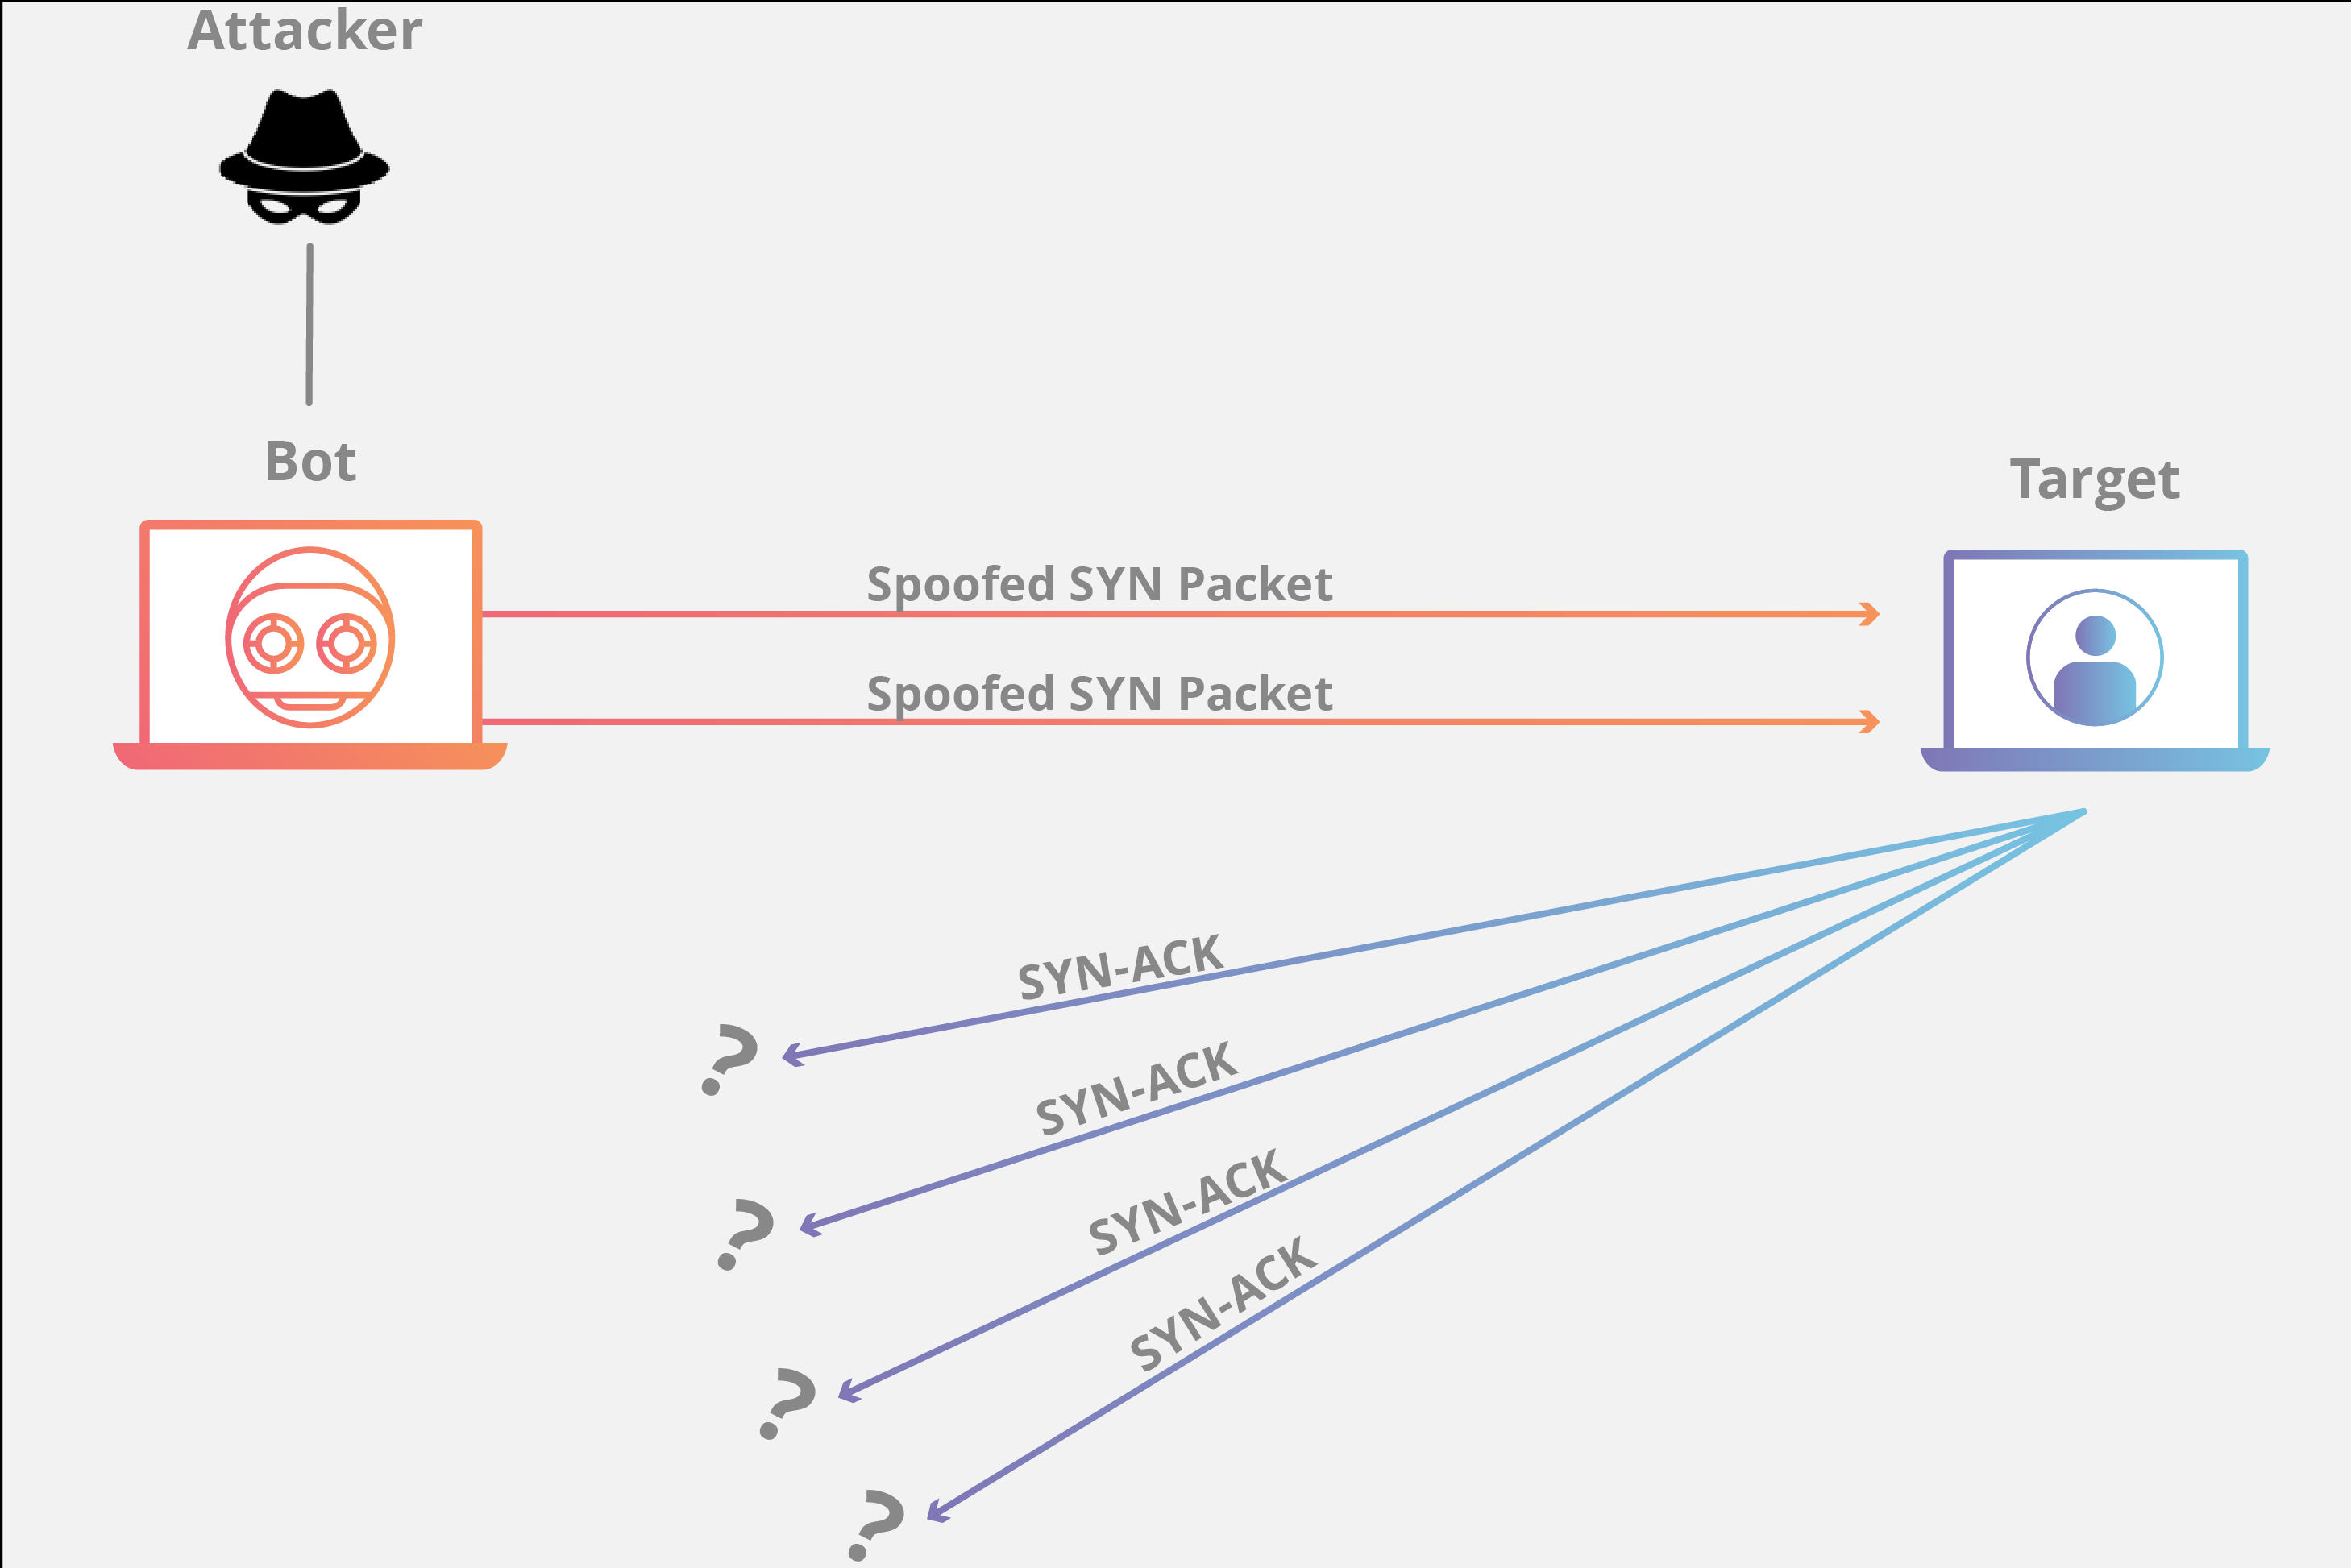 Attacker
Bot
Target
Spoofed SYN Packet
Spoofed SYN Packet
SYN-ACK
?
SYN-ACK
?
SYN-ACK
?
SYN-ACK
?